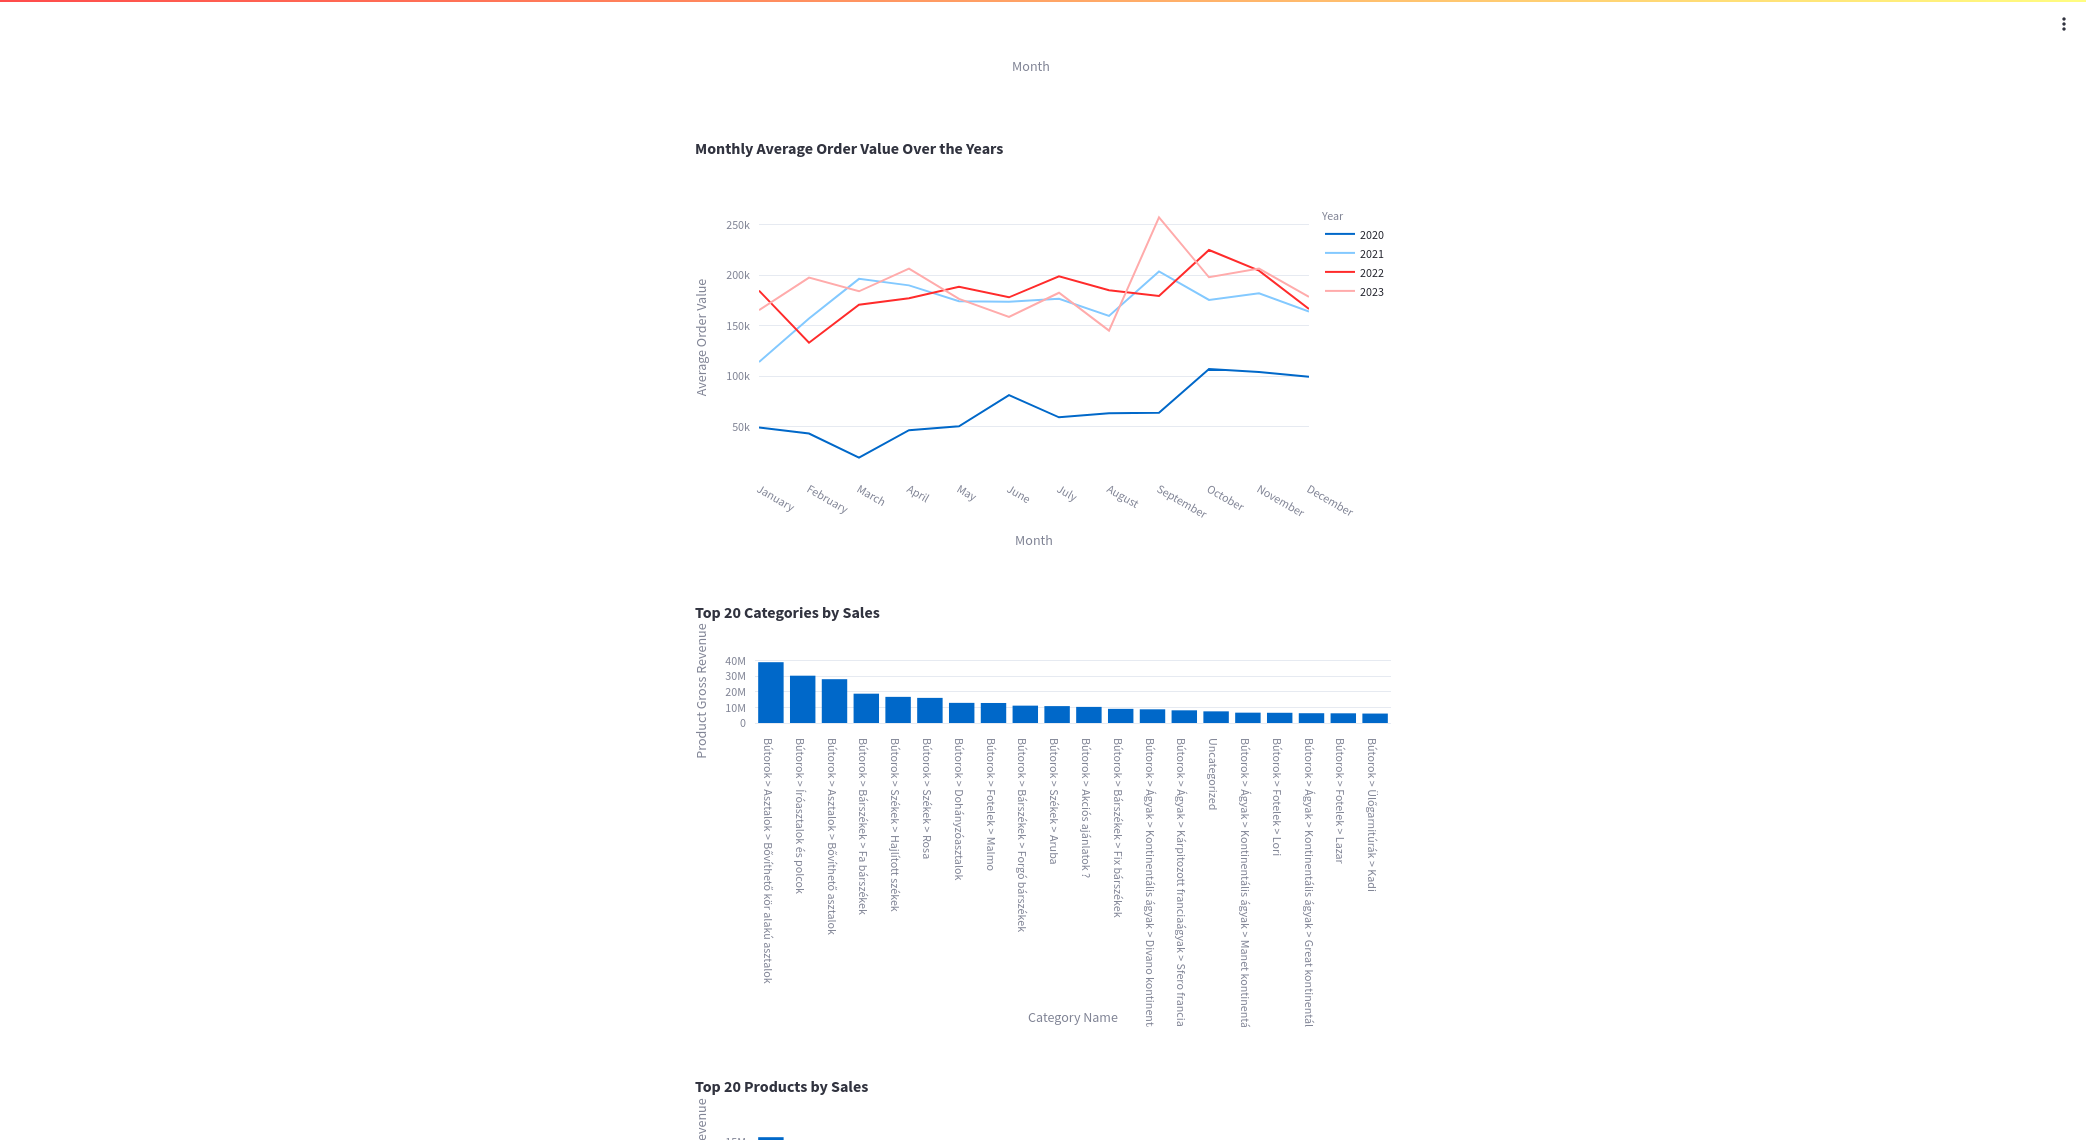 Month
Monthly Average Order Value Over the Years
Average Order Value
250k
200k
150k
100k
50k
Year
2020
2021
2022
2023
January
February
March
April
May
June
July
August
September
October
November
December
Month
Top 20 Categories by Sales
Product Gross Revenue
40M
30M
20M
10M
0
Bútorok > Asztalok > Bővíthető kör alakú asztalok
Bútorok > Íróasztalok és polcok
Bútorok > Asztalok > Bővíthető asztalok
Bútorok > Bárszékek > Fa bárszékek
Bútorok > Székek > Hajlított székek
Bútorok > Székek > Rosa
Bútorok > Dohányzóasztalok
Bútorok > Fotelek > Malmo
Bútorok > Bárszékek > Forgó bárszékek
Bútorok > Székek > Aruba
Bútorok > Akciós ajánlatok ?
Bútorok > Bárszékek > Fix bárszékek
Bútorok > Ágyak > Kontinentális ágyak > Divano kontinent
Bútorok > Ágyak > Kárpitozott franciaágyak > Sfero francia
Uncategorized
Bútorok > Ágyak > Kontinentális ágyak > Manet kontinentá
Bútorok > Fotelek > Lori
Bútorok > Ágyak > Kontinentális ágyak > Great kontinentál
Bútorok > Fotelek > Lazar
Bútorok > Ülőgarnitúrák > Kadi
Category Name
Top 20 Products by Sales